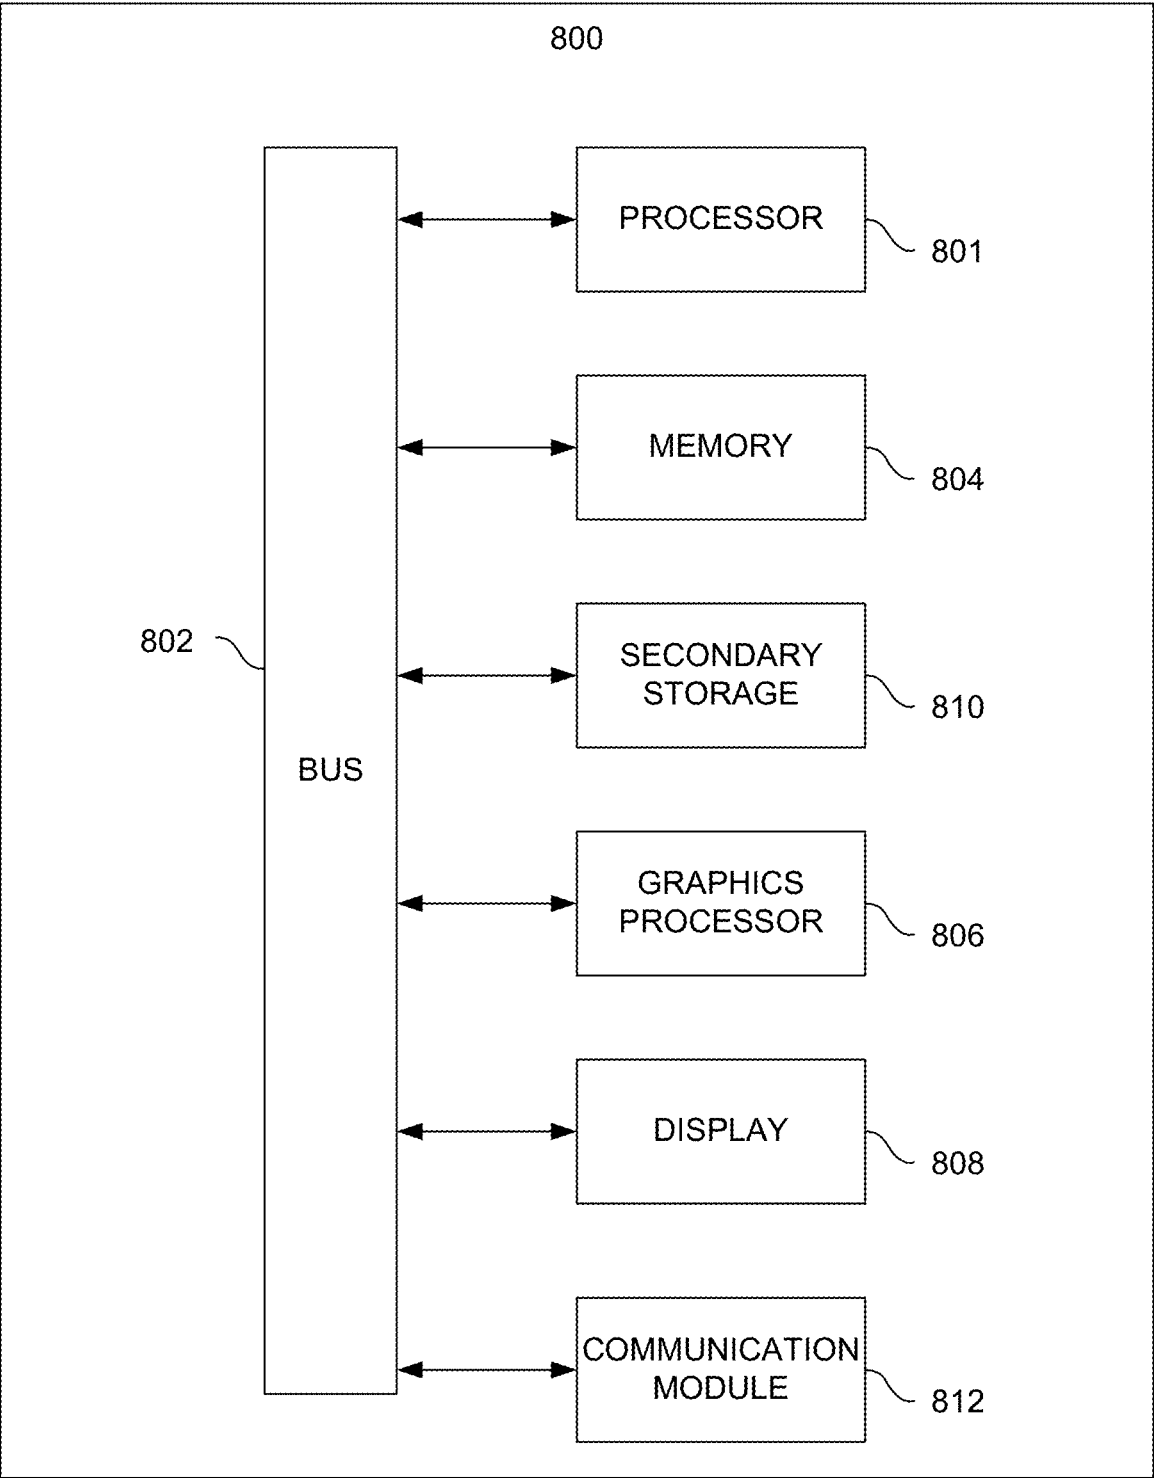 800
PROCESSOR
801
MEMORY
804
802
SECONDARY
STORAGE
810
BUS
GRAPHICS
PROCESSOR
806
DISPLAY
808
COMMUNICATION
MODULE
812